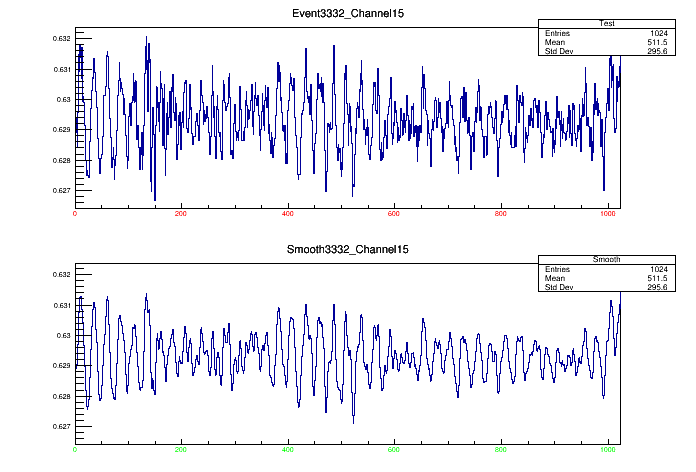 Event3332_Channel15
Test
Entries 1024
Mean 511.5
Std Dev 295.6
0.632
0.631
0.63
0.629
0.628
0.627
0 200 400 600 800 1000
Smooth3332_Channel15
Smooth
Entries 1024
Mean 511.5
Std Dev 295.6
0.632
0.631
0.63
0.629
0.628
0.627
0 200 400 600 800 1000